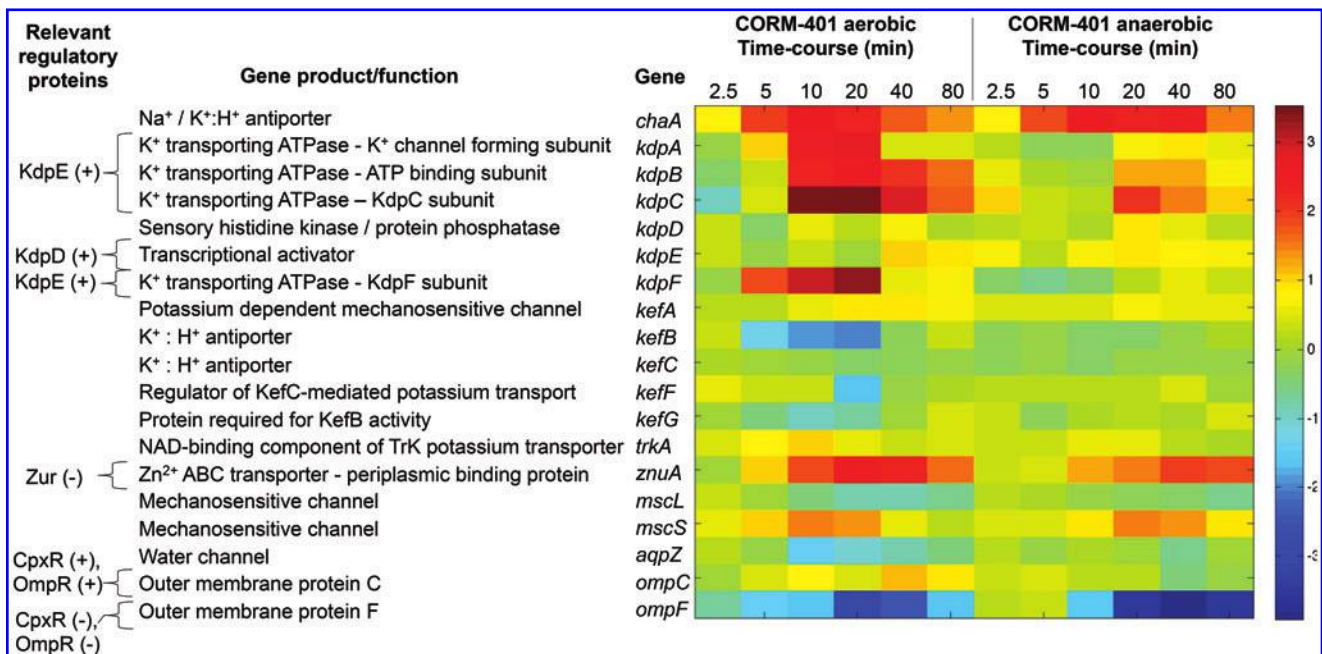 Relevant regulatory proteins
Gene product/function
Gene
CORM-401 aerobic
Time-course (min)
CORM-401 anaerobic
Time-course (min)
2.5 5 10 20 40 80 2.5 5 10 20 40 80
Na⁺ / K⁺:H⁺ antiporter chaA
K⁺ transporting ATPase - K⁺ channel forming subunit kdpA
KdpE (+) K⁺ transporting ATPase - ATP binding subunit kdpB
K⁺ transporting ATPase – KdpC subunit kdpC
Sensory histidine kinase / protein phosphatase kdpD
KdpD (+) Transcriptional activator kdpE
KdpE (+) K⁺ transporting ATPase - KdpF subunit kdpF
Potassium dependent mechanosensitive channel kefA
K⁺ : H⁺ antiporter kefB
K⁺ : H⁺ antiporter kefC
Regulator of KefC-mediated potassium transport kefF
Protein required for KefB activity kefG
NAD-binding component of TrK potassium transporter trkA
Zur (-) Zn²⁺ ABC transporter - periplasmic binding protein znuA
Mechanosensitive channel mscL
Mechanosensitive channel mscS
CpxR (+), Water channel aqpZ
OmpR (+) Outer membrane protein C ompC
CpxR (-), Outer membrane protein F ompF
OmpR (-)
3
2
1
0
-1
-2
-3